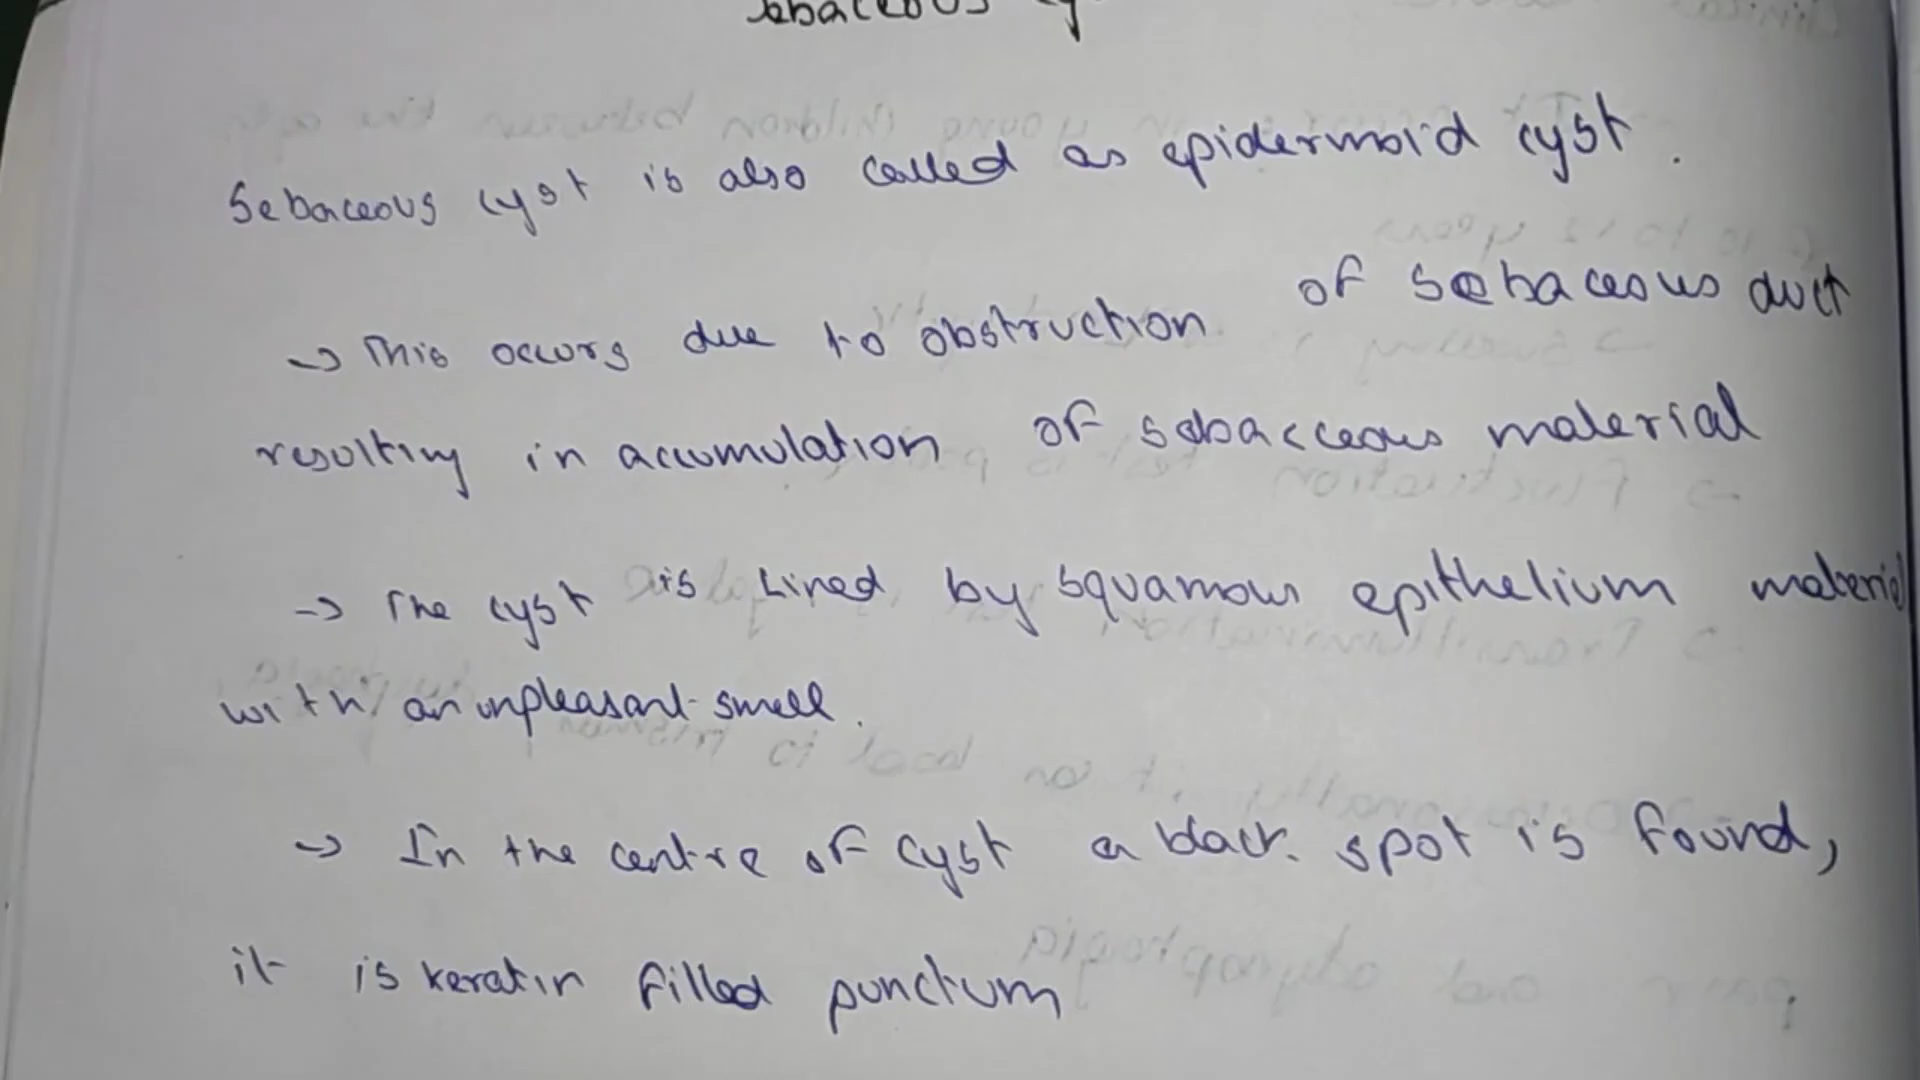 Sebaceous cyst is also called as epidermoid cyst.
→ This occurs due to obstruction of sebaceous duct
resulting in accumulation of sebacceous material
→ The cyst is Lined by squamous epithelium material
with an unpleasant smell.
→ In the centre of cyst a black spot is found,
it is keratin filled punctum